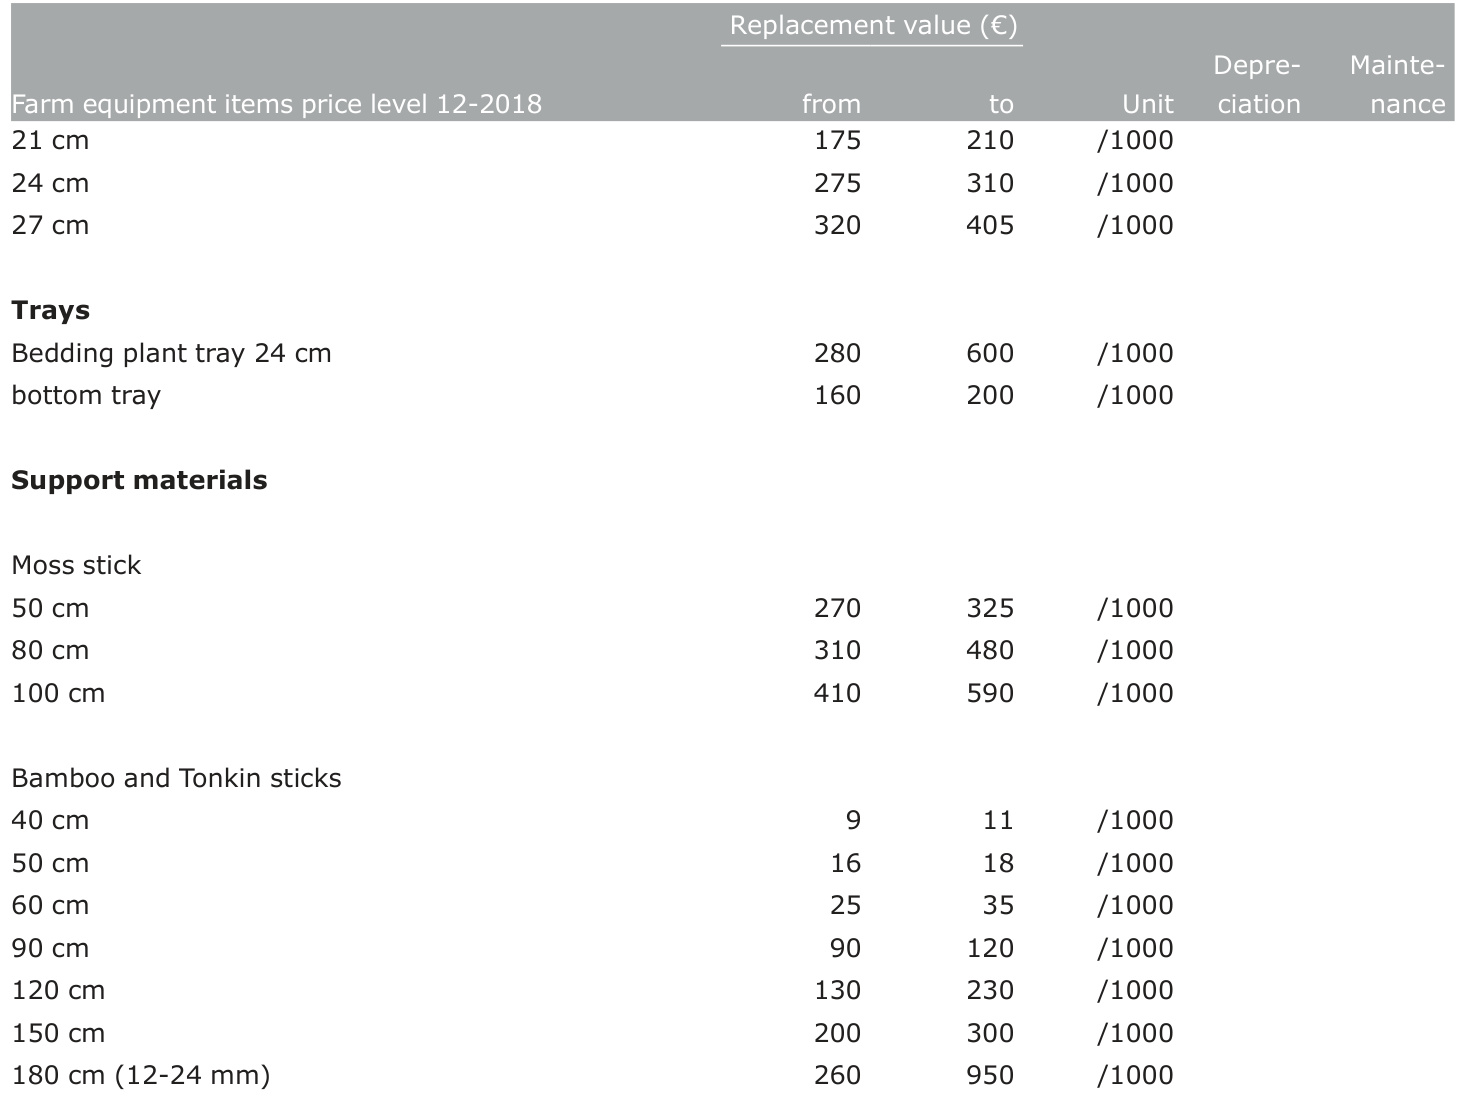 Replacement value (€)
Depre- Mainte-
Farm equipment items price level 12-2018 from to Unit ciation nance
21 cm 175 210 /1000
24 cm 275 310 /1000
27 cm 320 405 /1000
Trays
Bedding plant tray 24 cm 280 600 /1000
bottom tray 160 200 /1000
Support materials
Moss stick
50 cm 270 325 /1000
80 cm 310 480 /1000
100 cm 410 590 /1000
Bamboo and Tonkin sticks
40 cm 9 11 /1000
50 cm 16 18 /1000
60 cm 25 35 /1000
90 cm 90 120 /1000
120 cm 130 230 /1000
150 cm 200 300 /1000
180 cm (12-24 mm) 260 950 /1000